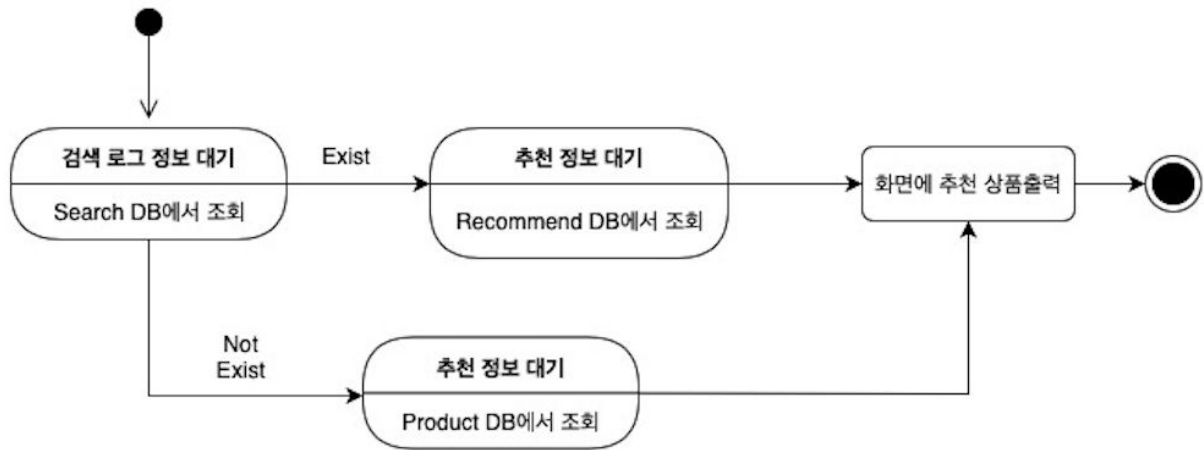 검색 로그 정보 대기
Search DB에서 조회
Exist
추천 정보 대기
Recommend DB에서 조회
화면에 추천 상품출력
Not
Exist
추천 정보 대기
Product DB에서 조회